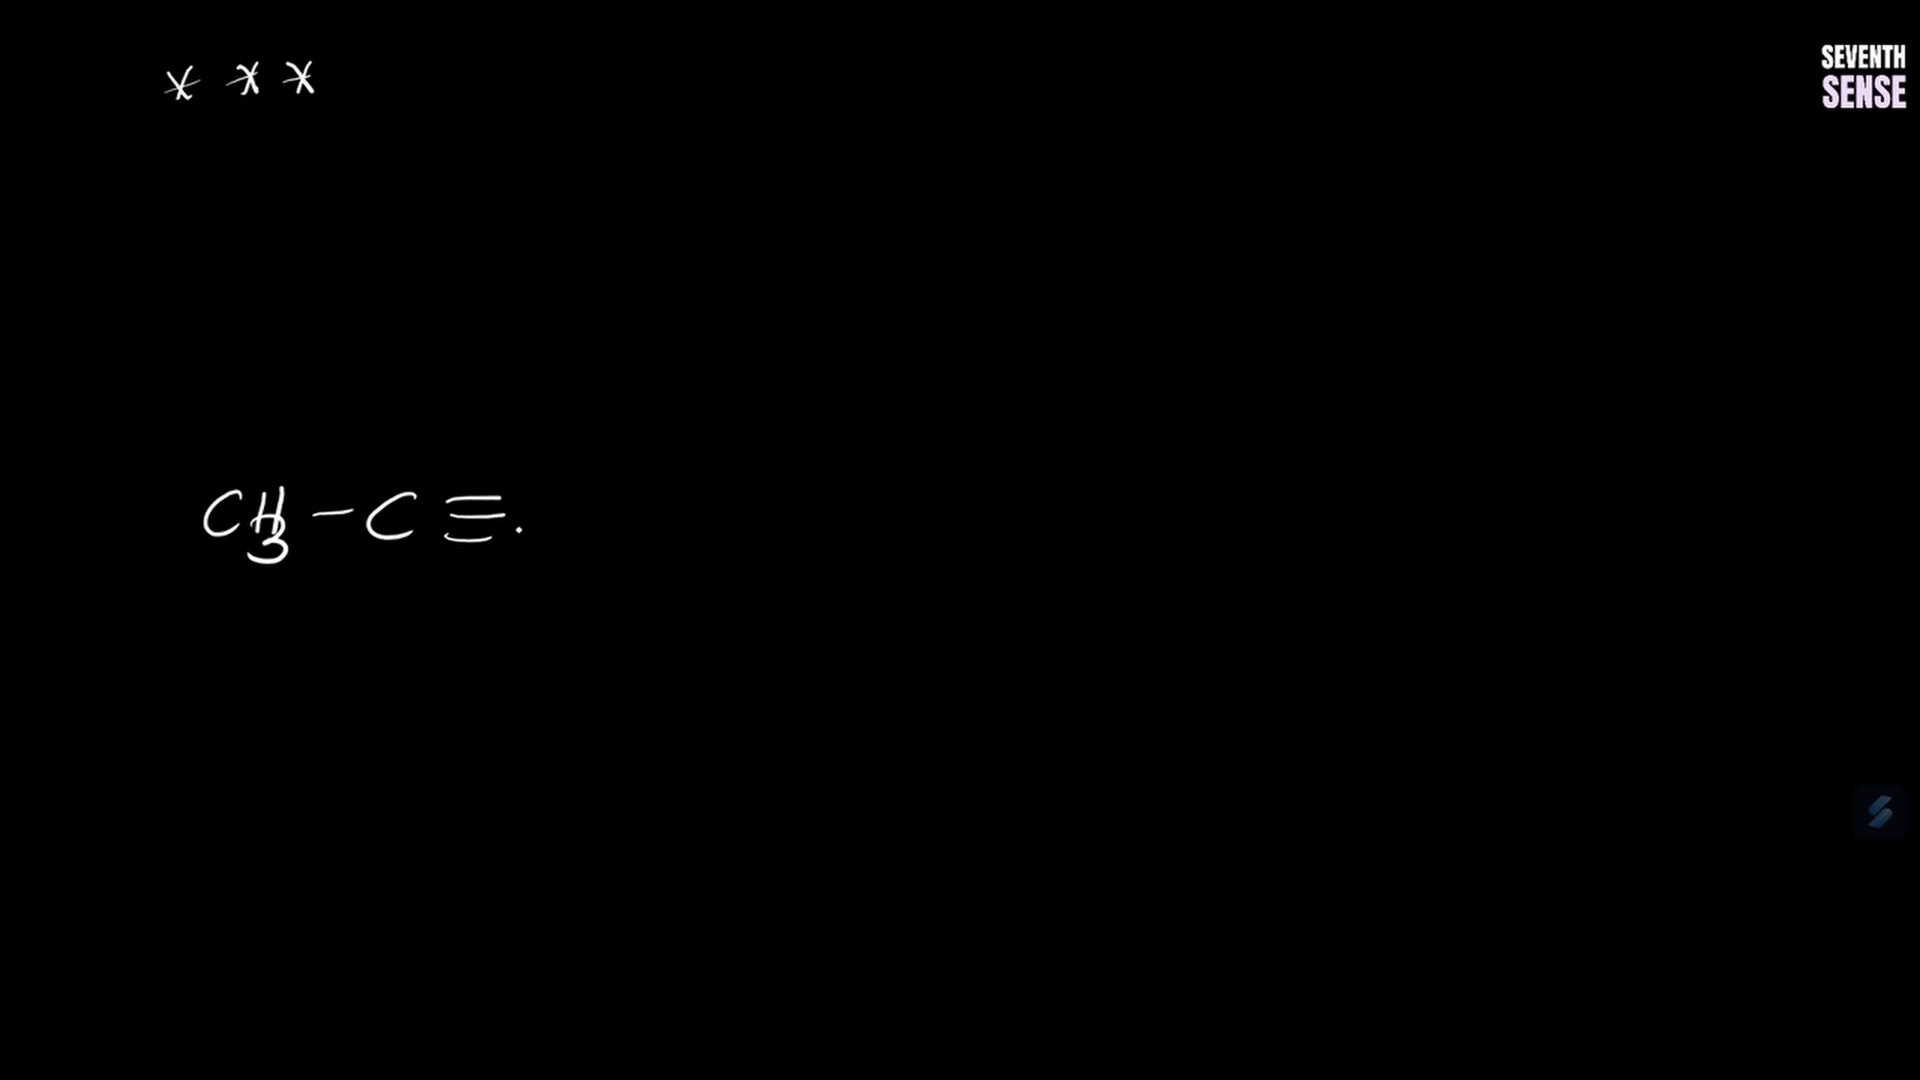 * * *
SEVENTH
SENSE
CH3 - C ≡ .